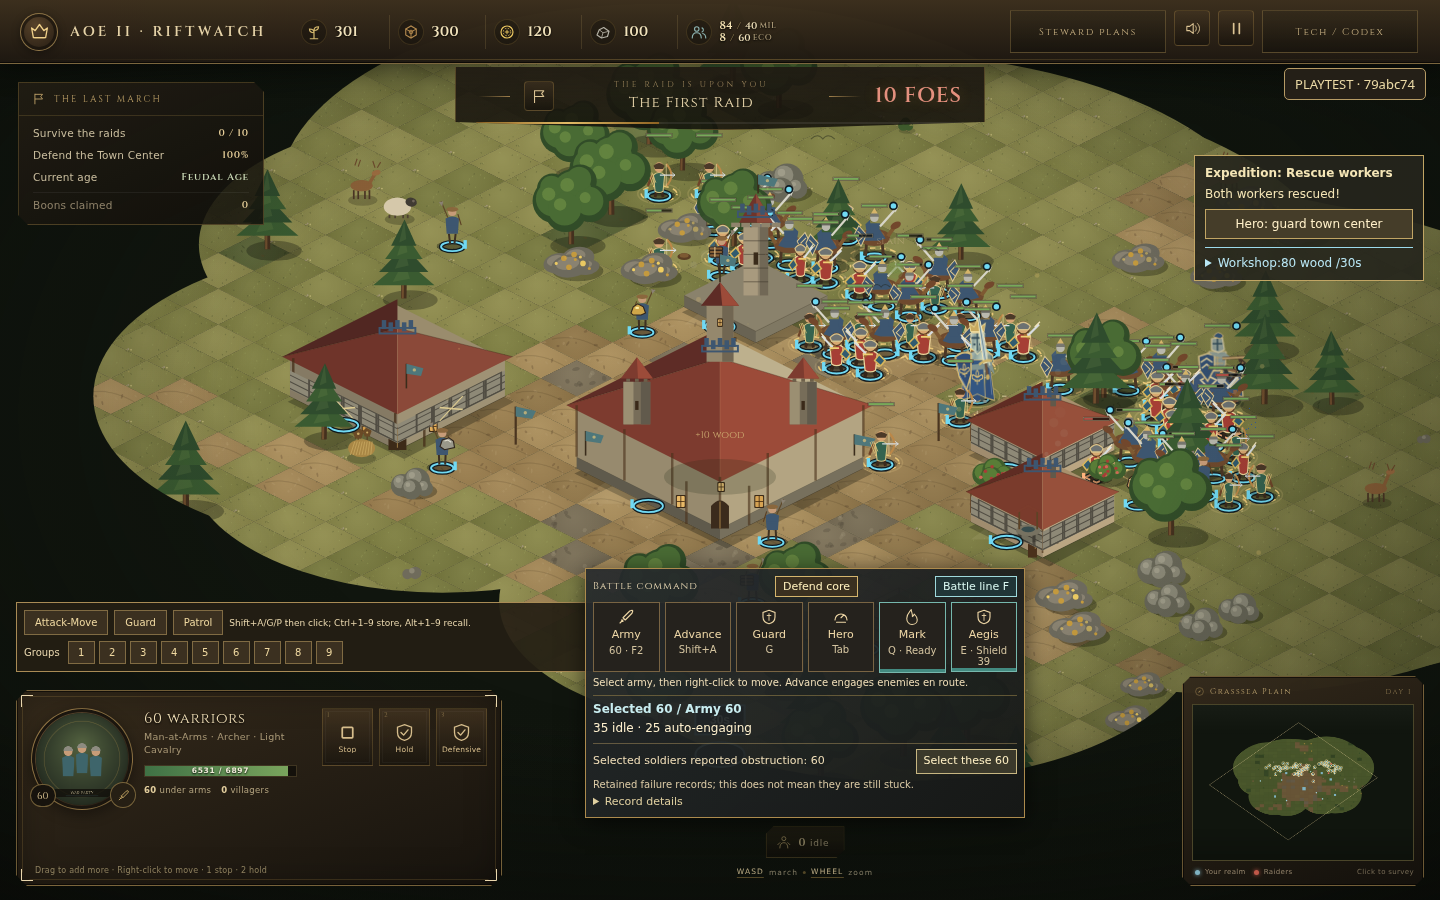 AOE II · RIFTWATCH
301
300
120
100
84 / 40 MIL
8 / 60 ECO
STEWARD PLANS
TECH / CODEX
THE LAST MARCH
Survive the raids 0 / 10
Defend the Town Center 100%
Current age FEUDAL AGE
Boons claimed 0
THE RAID IS UPON YOU
THE FIRST RAID
10 FOES
PLAYTEST · 79abc74
Expedition: Rescue workers
Both workers rescued!
Hero: guard town center
Workshop:80 wood /30s
+10 WOOD
Attack-Move
Guard
Patrol
Shift+A/G/P then click; Ctrl+1–9 store, Alt+1–9 recall.
Groups 1 2 3 4 5 6 7 8 9
BATTLE COMMAND
Defend core
Battle line F
Army
60 · F2
Advance
Shift+A
Guard
G
Hero
Tab
Mark
Q · Ready
Aegis
E · Shield
39
Select army, then right-click to move. Advance engages enemies en route.
Selected 60 / Army 60
35 idle · 25 auto-engaging
Selected soldiers reported obstruction: 60
Select these 60
Retained failure records; this does not mean they are still stuck.
Record details
60 WARRIORS
Man-at-Arms · Archer · Light
Cavalry
6531 / 6897
60 under arms 0 villagers
60
WAR PARTY
1
Stop
2
Hold
3
Defensive
Drag to add more · Right-click to move · 1 stop · 2 hold
0 idle
WASD march + WHEEL zoom
GRASSSEA PLAIN
DAY 1
Your realm
Raiders
Click to survey